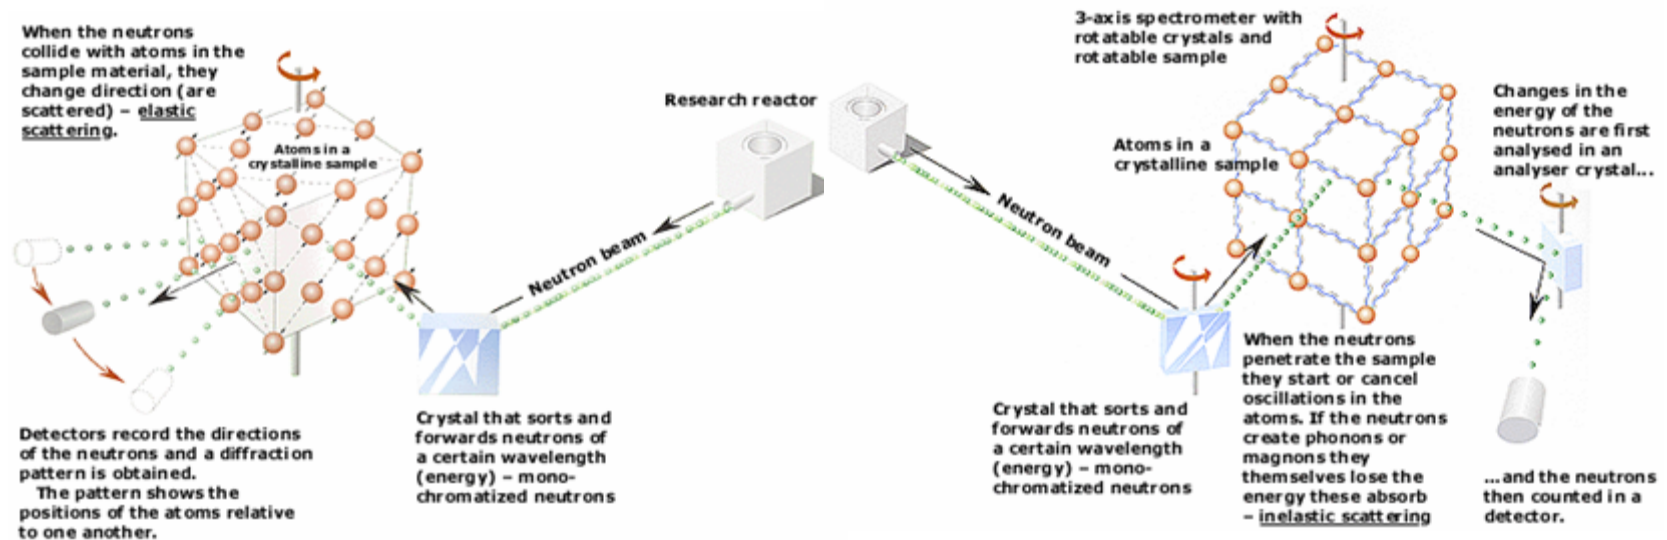 When the neutrons
collide with atoms in the
sample material, they
change direction (are
scattered) – elastic
scattering.
Atoms in a
crystalline sample
Research reactor
Neutron beam
Detectors record the directions
of the neutrons and a diffraction
pattern is obtained.
The pattern shows the
positions of the atoms relative
to one another.
Crystal that sorts and
forwards neutrons of
a certain wavelength
(energy) – mono-
chromatized neutrons
3-axis spectrometer with
rotatable crystals and
rotatable sample
Atoms in a
crystalline sample
Neutron beam
Changes in the
energy of the
neutrons are first
analysed in an
analyser crystal...
Crystal that sorts and
forwards neutrons of
a certain wavelength
(energy) – mono-
chromatized neutrons
When the neutrons
penetrate the sample
they start or cancel
oscillations in the
atoms. If the neutrons
create phonons or
magnons they
themselves lose the
energy these absorb
– inelastic scattering
...and the neutrons
then counted in a
detector.